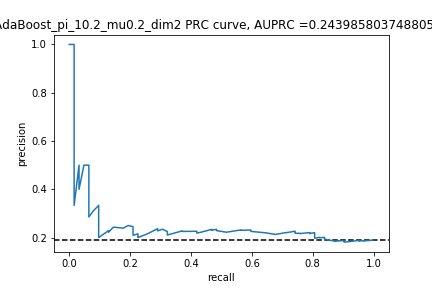 AdaBoost_pi_10.2_mu0.2_dim2 PRC curve, AUPRC =0.243985803748805
1.0
0.8
0.6
0.4
0.2
precision
0.0 0.2 0.4 0.6 0.8 1.0
recall